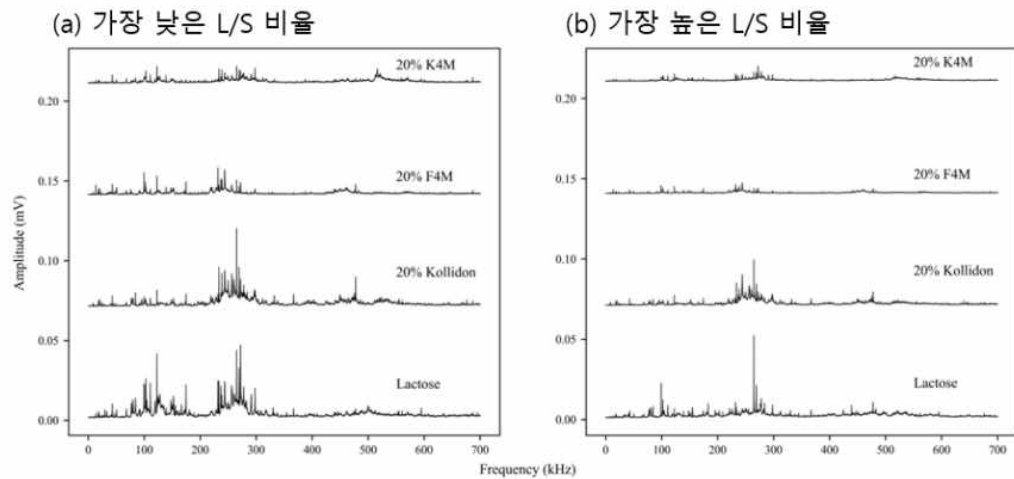 (a) 가장 낮은 L/S 비율
(b) 가장 높은 L/S 비율
Amplitude (mV)
0.20
0.15
0.10
0.05
0.00
20% K4M
20% F4M
20% Kollidon
Lactose
0 100 200 300 400 500 600 700
0.20
0.15
0.10
0.05
0.00
20% K4M
20% F4M
20% Kollidon
Lactose
0 100 200 300 400 500 600 700
Frequency (kHz)